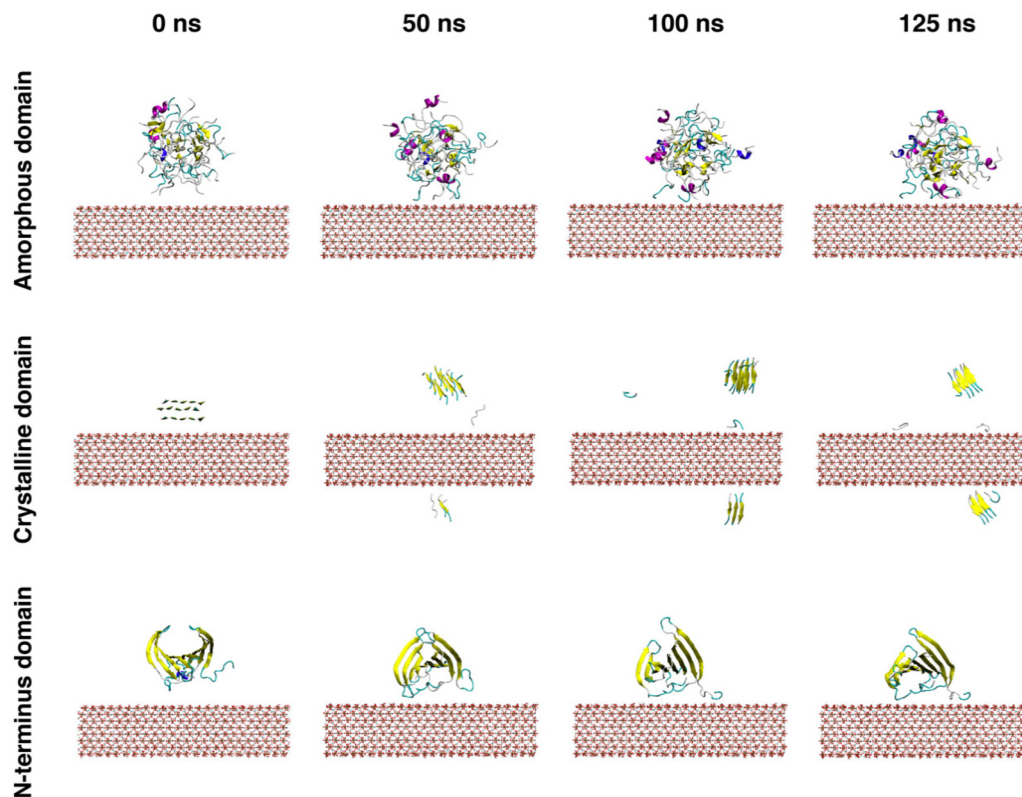 0 ns
50 ns
100 ns
125 ns
Amorphous domain
Crystalline domain
N-terminus domain